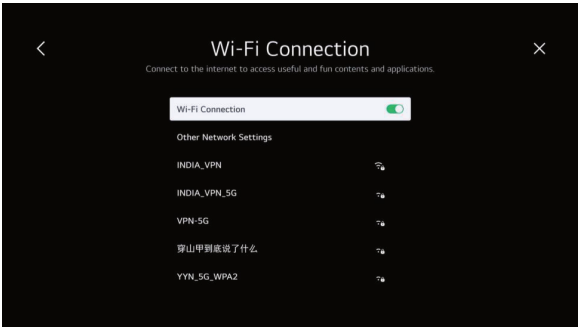 Wi-Fi Connection
Connect to the internet to access useful and fun contents and applications.
Wi-Fi Connection
Other Network Settings
INDIA_VPN
INDIA_VPN_5G
VPN-5G
穿山甲到底说了什么
YYN_5G_WPA2